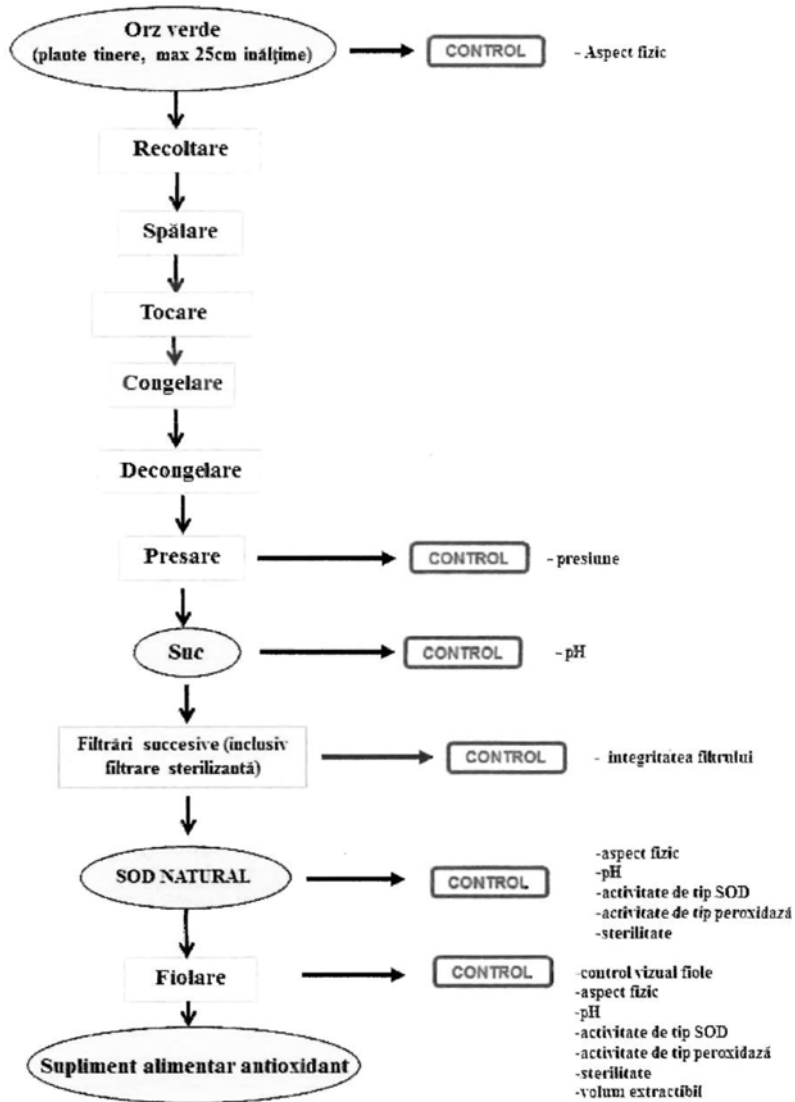 Orz verde
(plante tinere, max 25cm inălţime)
CONTROL
- Aspect fizic
Recoltare
Spălare
Tocare
Congelare
Decongelare
Presare
CONTROL
- presiune
Suc
CONTROL
- pH
Filtrări succesive (inclusiv
filtrare sterilizantă)
CONTROL
- integritatea filtrului
SOD NATURAL
CONTROL
-aspect fizic
-pH
-activitate de tip SOD
-activitate de tip peroxidază
-sterilitate
Fiolare
CONTROL
-control vizual fiole
-aspect fizic
-pH
-activitate de tip SOD
-activitate de tip peroxidază
-sterilitate
-volum extractibil
Supliment alimentar antioxidant